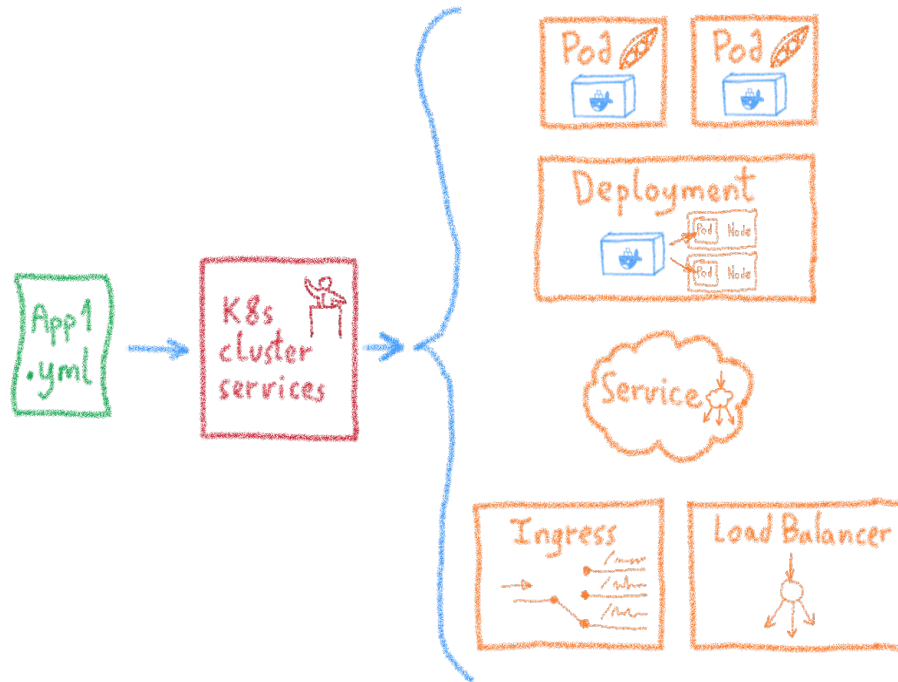 App1
.yml
K8s
cluster
services
Pod
Pod
Deployment
Pod Node
Pod Node
Service
Ingress
Load Balancer